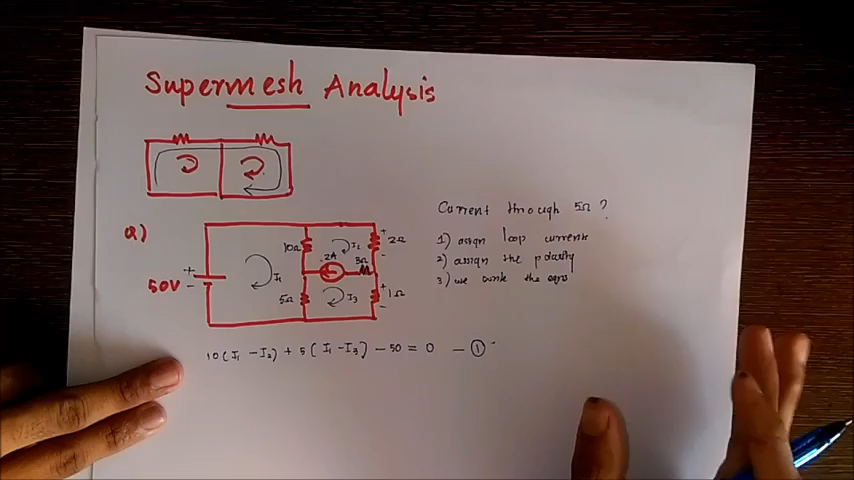 Supermesh Analysis
Current through 5Ω ?
1) assign loop currents
2) assign the polarity
3) we write the eqns
Q)
50V
+
-
10Ω
5Ω
I₁
2A
I₂
3Ω
I₃
+
2Ω
-
+
1Ω
-
10(I₁ - I₂) + 5(I₁ - I₃) - 50 = 0 - ①